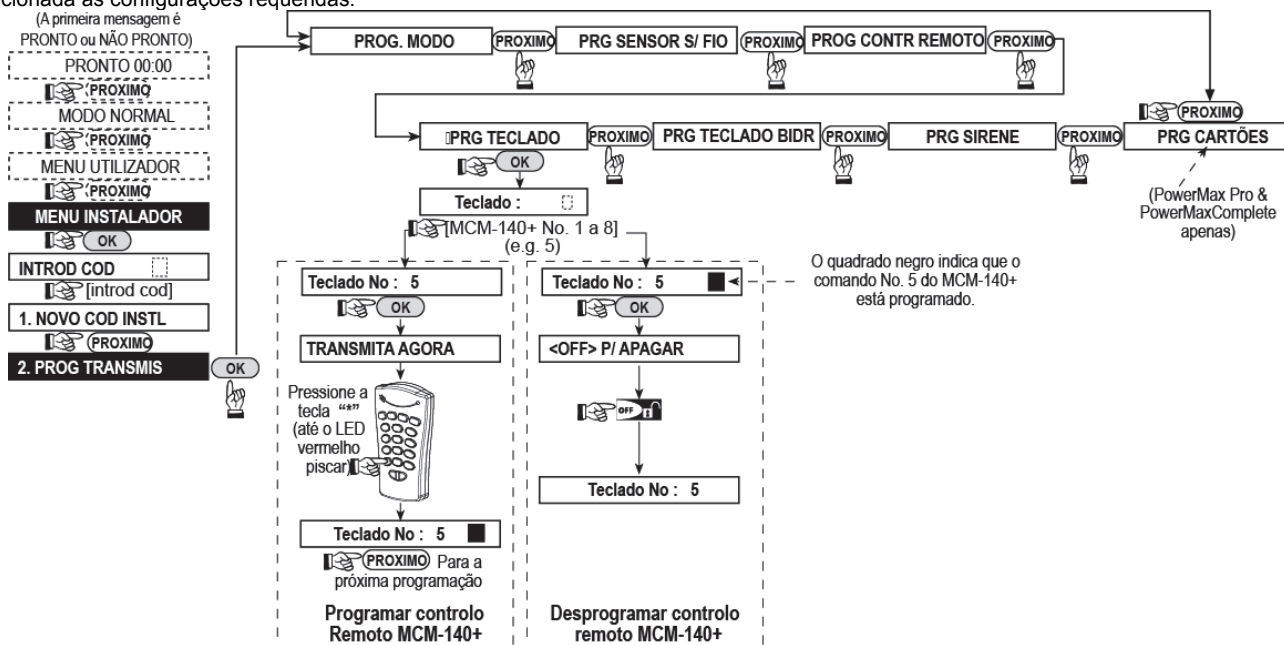 cionada as configurações requeridas.
(A primeira mensagem é
PRONTO ou NÃO PRONTO)
PRONTO 00:00
PROXIMO
MODO NORMAL
PROXIMO
MENU UTILIZADOR
PROXIMO
MENU INSTALADOR
OK
INTROD COD
[introd cod]
1. NOVO COD INSTL
PROXIMO
2. PROG TRANSMIS
OK
PROG. MODO
PROXIMO
PRG SENSOR S/ FIO
PROXIMO
PROG CONTR REMOTO
PROXIMO
PRG TECLADO
PROXIMO
PRG TECLADO BIDR
PROXIMO
PRG SIRENE
PROXIMO
PRG CARTÕES
PROXIMO
(PowerMax Pro &
PowerMaxComplete
apenas)
OK
Teclado :
[MCM-140+ No. 1 a 8]
(e.g. 5)
Teclado No : 5
OK
TRANSMITA AGORA
Pressione a
tecla “*”
(até o LED
vermelho
piscar)
Teclado No : 5
PROXIMO Para a
próxima programação
Programar controlo
Remoto MCM-140+
Teclado No : 5
OK
<OFF> P/ APAGAR
OFF
Teclado No : 5
Desprogramar controlo
remoto MCM-140+
O quadrado negro indica que o
comando No. 5 do MCM-140+
está programado.